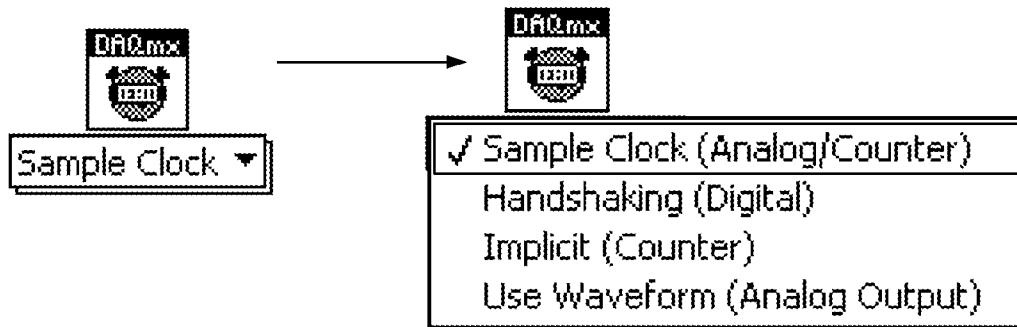 DAQmx
Sample Clock
DAQmx
✓ Sample Clock (Analog/Counter)
Handshaking (Digital)
Implicit (Counter)
Use Waveform (Analog Output)